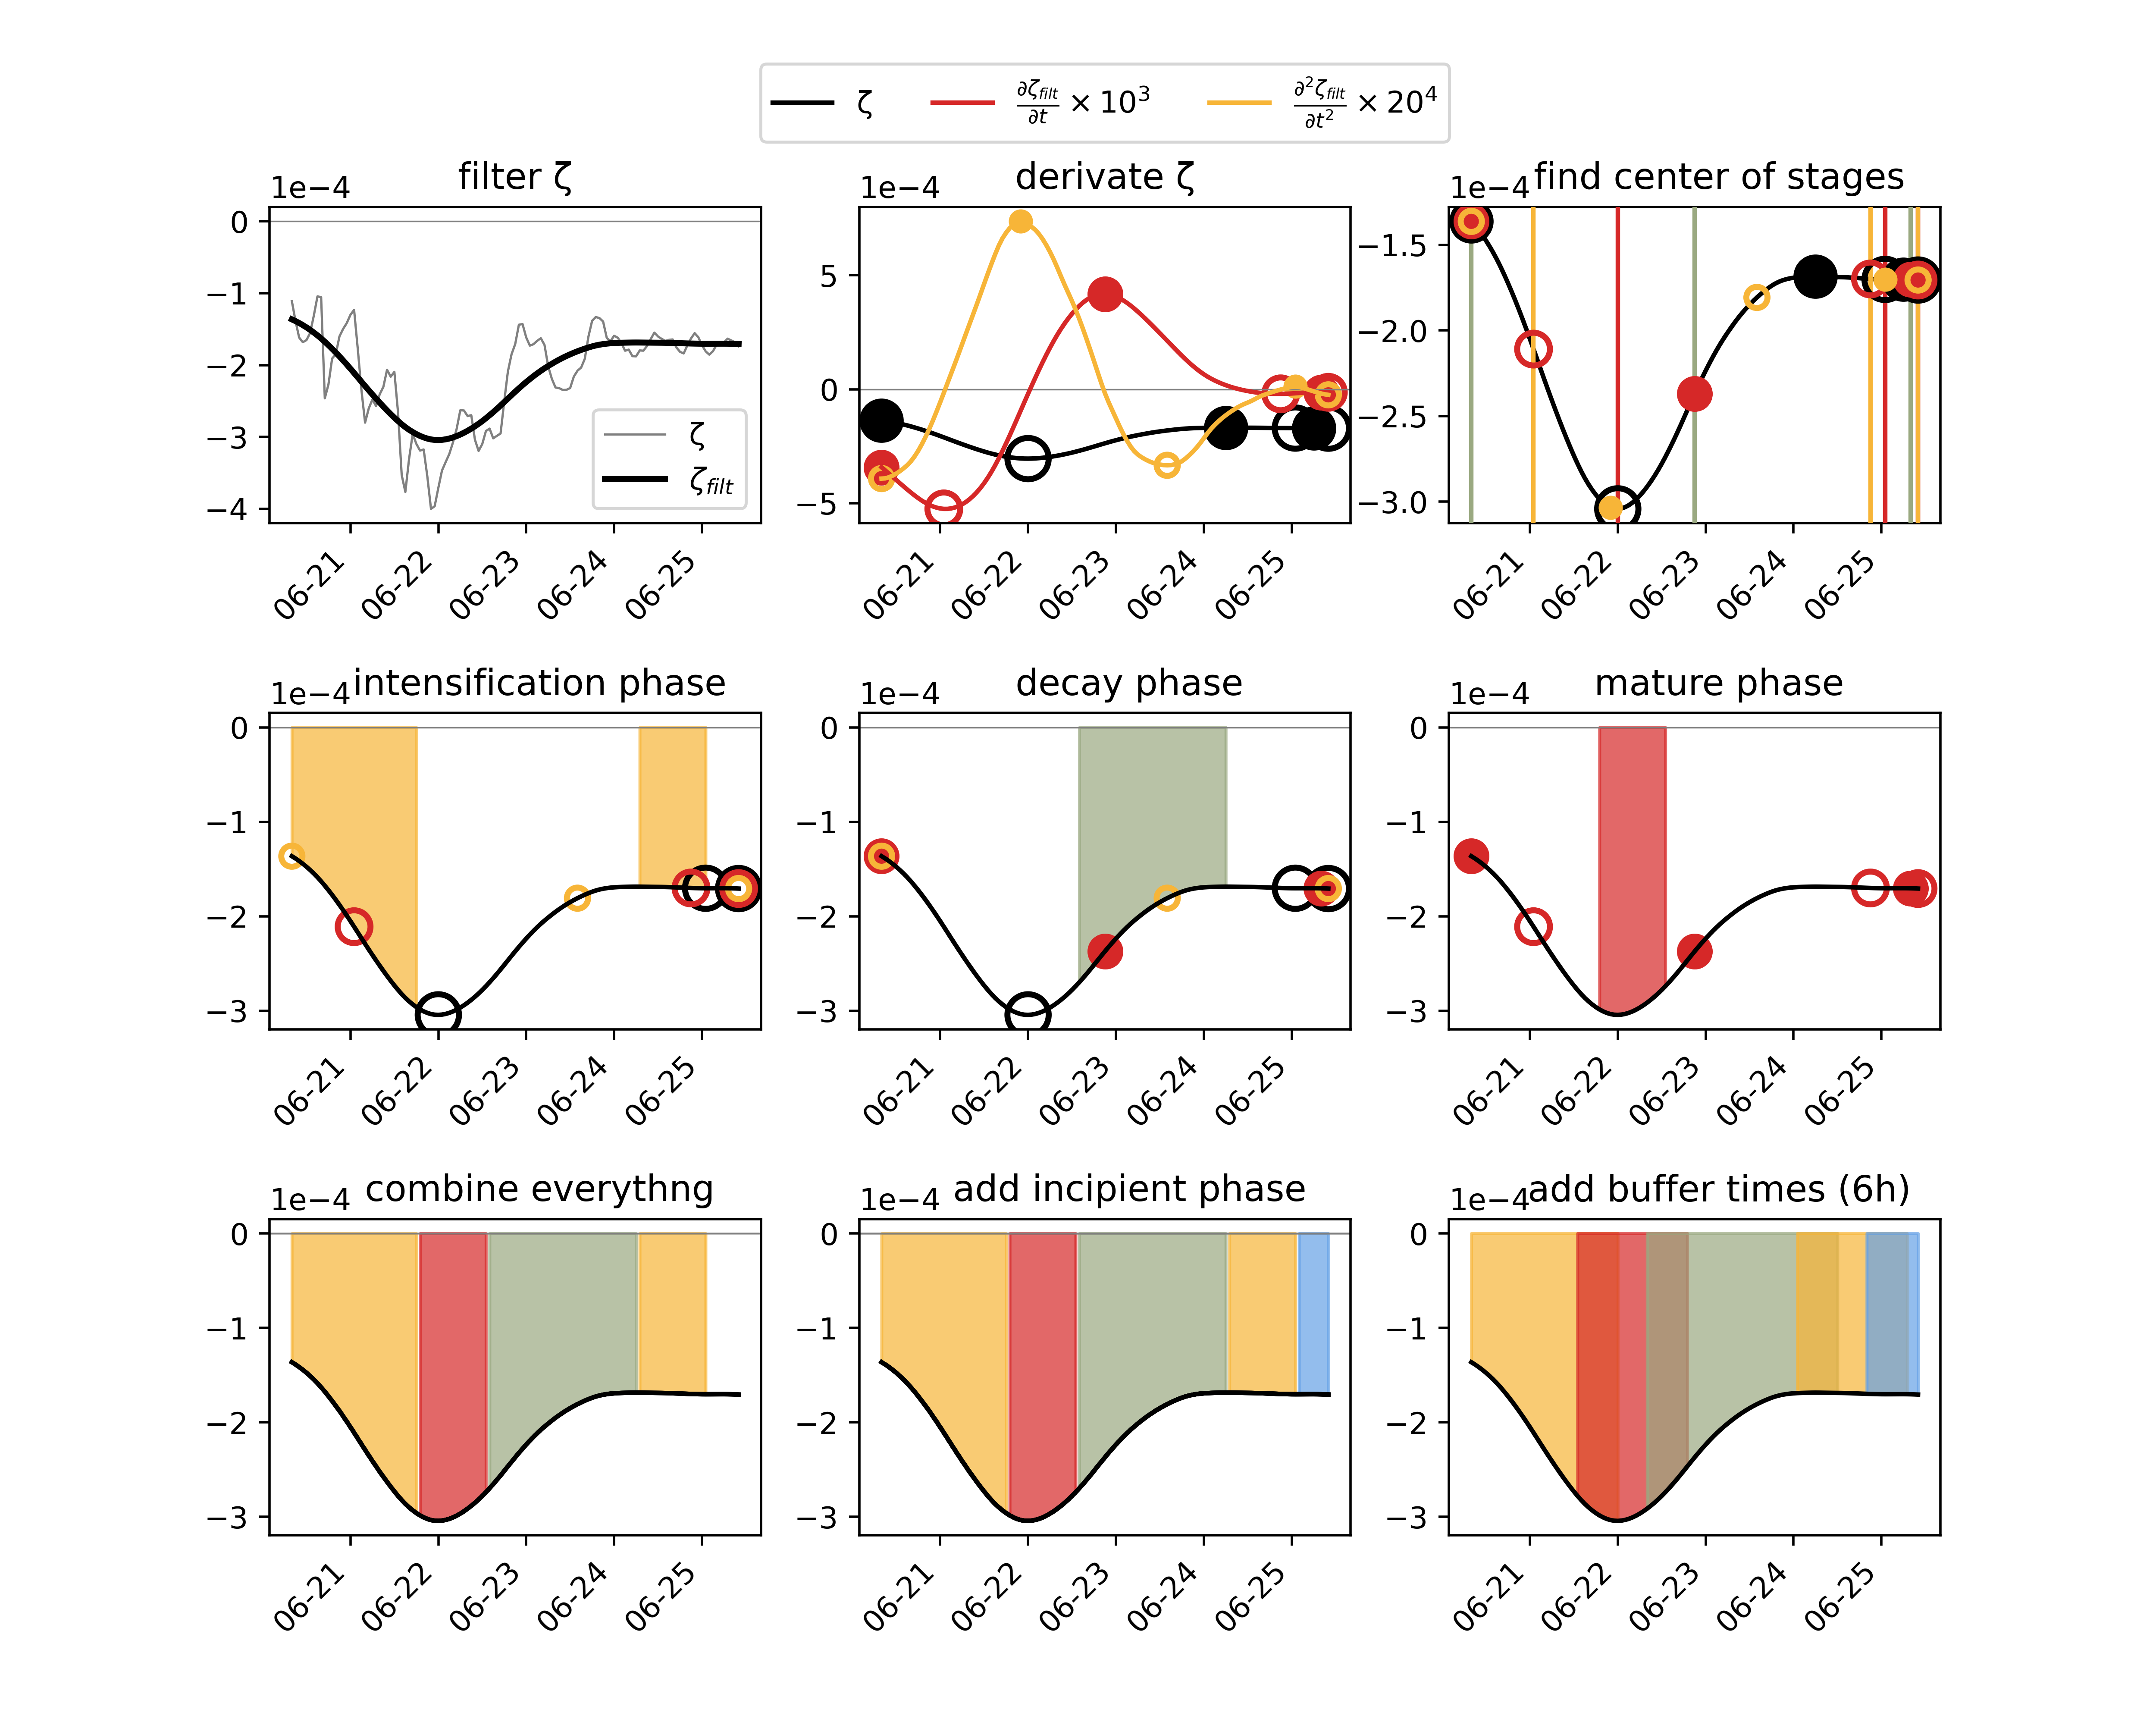 ζ ∂ζ_filt/∂t × 10³ ∂²ζ_filt/∂t² × 20⁴
filter ζ
1e−4
0
−1
−2
−3
−4
ζ
ζ_filt
06-21 06-22 06-23 06-24 06-25
derivate ζ
1e−4
5
0
−5
06-21 06-22 06-23 06-24 06-25
find center of stages
1e−4
−1.5
−2.0
−2.5
−3.0
06-21 06-22 06-23 06-24 06-25
intensification phase
1e−4
0
−1
−2
−3
06-21 06-22 06-23 06-24 06-25
decay phase
1e−4
0
−1
−2
−3
06-21 06-22 06-23 06-24 06-25
mature phase
1e−4
0
−1
−2
−3
06-21 06-22 06-23 06-24 06-25
combine everythng
1e−4
0
−1
−2
−3
06-21 06-22 06-23 06-24 06-25
add incipient phase
1e−4
0
−1
−2
−3
06-21 06-22 06-23 06-24 06-25
add buffer times (6h)
1e−4
0
−1
−2
−3
06-21 06-22 06-23 06-24 06-25